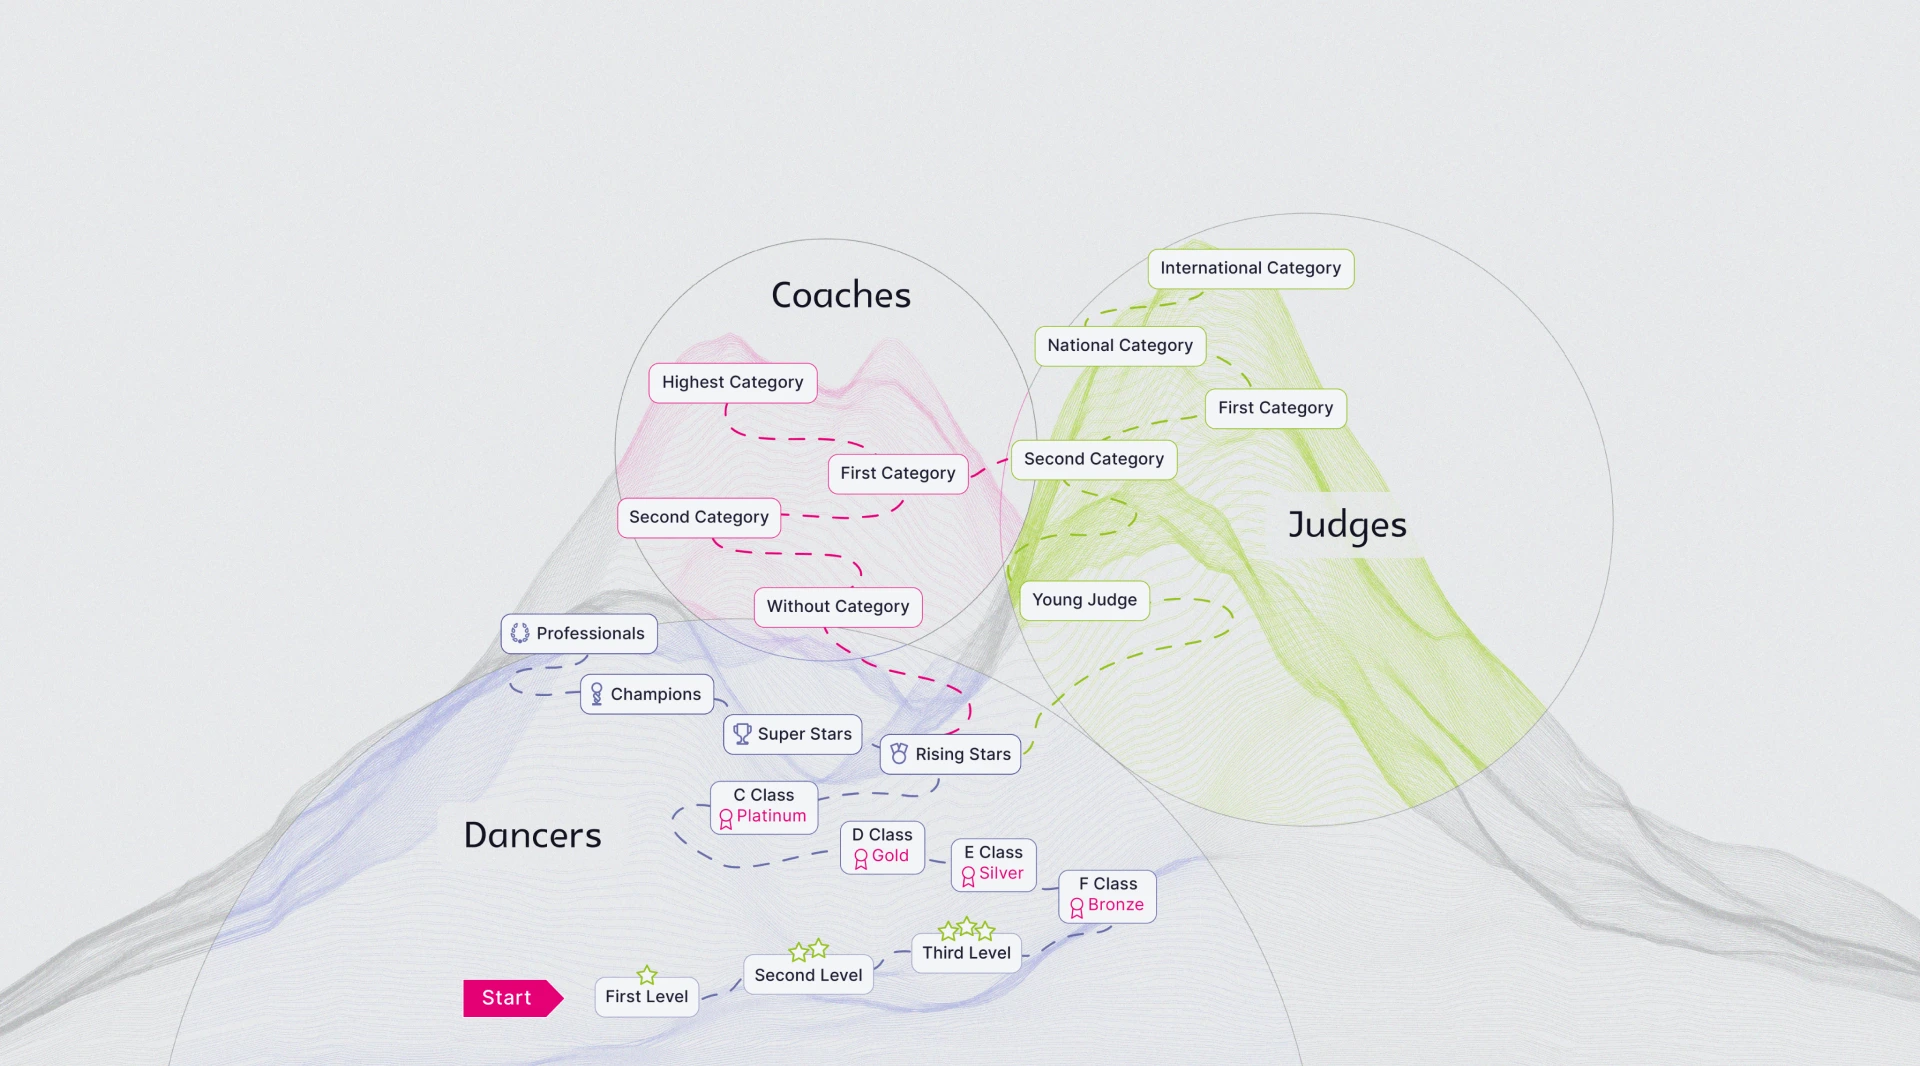 International Category
Coaches
National Category
Highest Category
First Category
Second Category
First Category
Second Category
Judges
Young Judge
Without Category
Professionals
Champions
Super Stars
Rising Stars
C Class
Platinum
Dancers
D Class
Gold
E Class
Silver
F Class
Bronze
Third Level
Second Level
First Level
Start